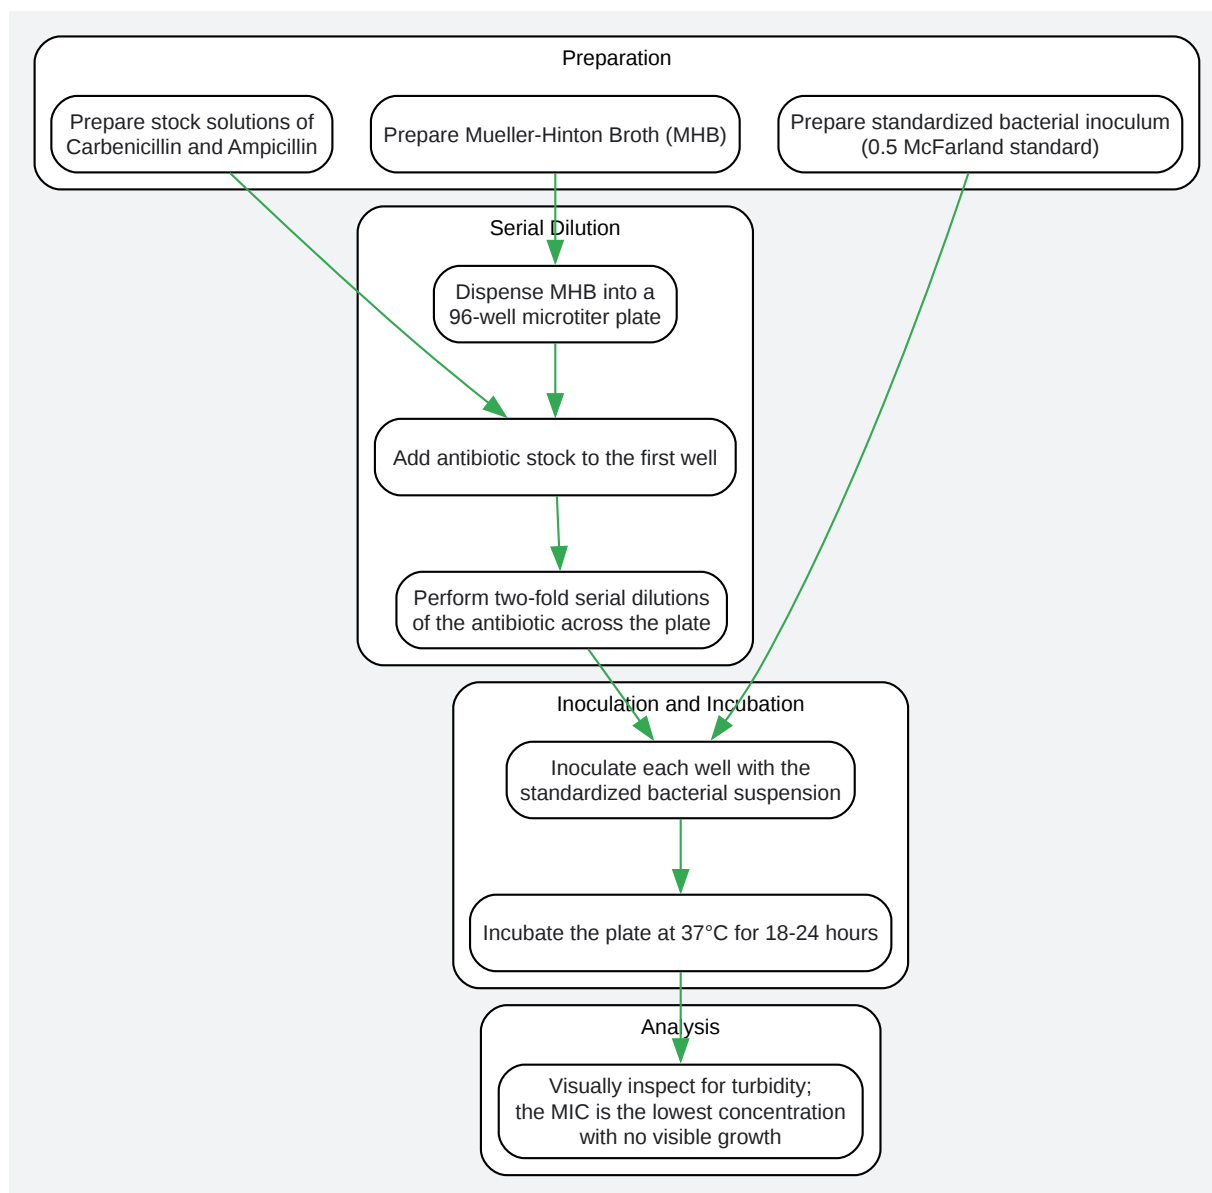 Preparation
Prepare stock solutions of
Carbenicillin and Ampicillin
Prepare Mueller-Hinton Broth (MHB)
Prepare standardized bacterial inoculum
(0.5 McFarland standard)
Serial Dilution
Dispense MHB into a
96-well microtiter plate
Add antibiotic stock to the first well
Perform two-fold serial dilutions
of the antibiotic across the plate
Inoculation and Incubation
Inoculate each well with the
standardized bacterial suspension
Incubate the plate at 37°C for 18-24 hours
Analysis
Visually inspect for turbidity;
the MIC is the lowest concentration
with no visible growth